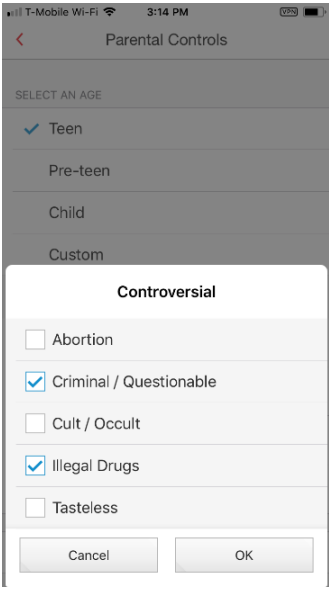 T-Mobile Wi-Fi 3:14 PM VPN
Parental Controls
SELECT AN AGE
Teen
Pre-teen
Child
Custom
Controversial
Abortion
Criminal / Questionable
Cult / Occult
Illegal Drugs
Tasteless
Cancel OK